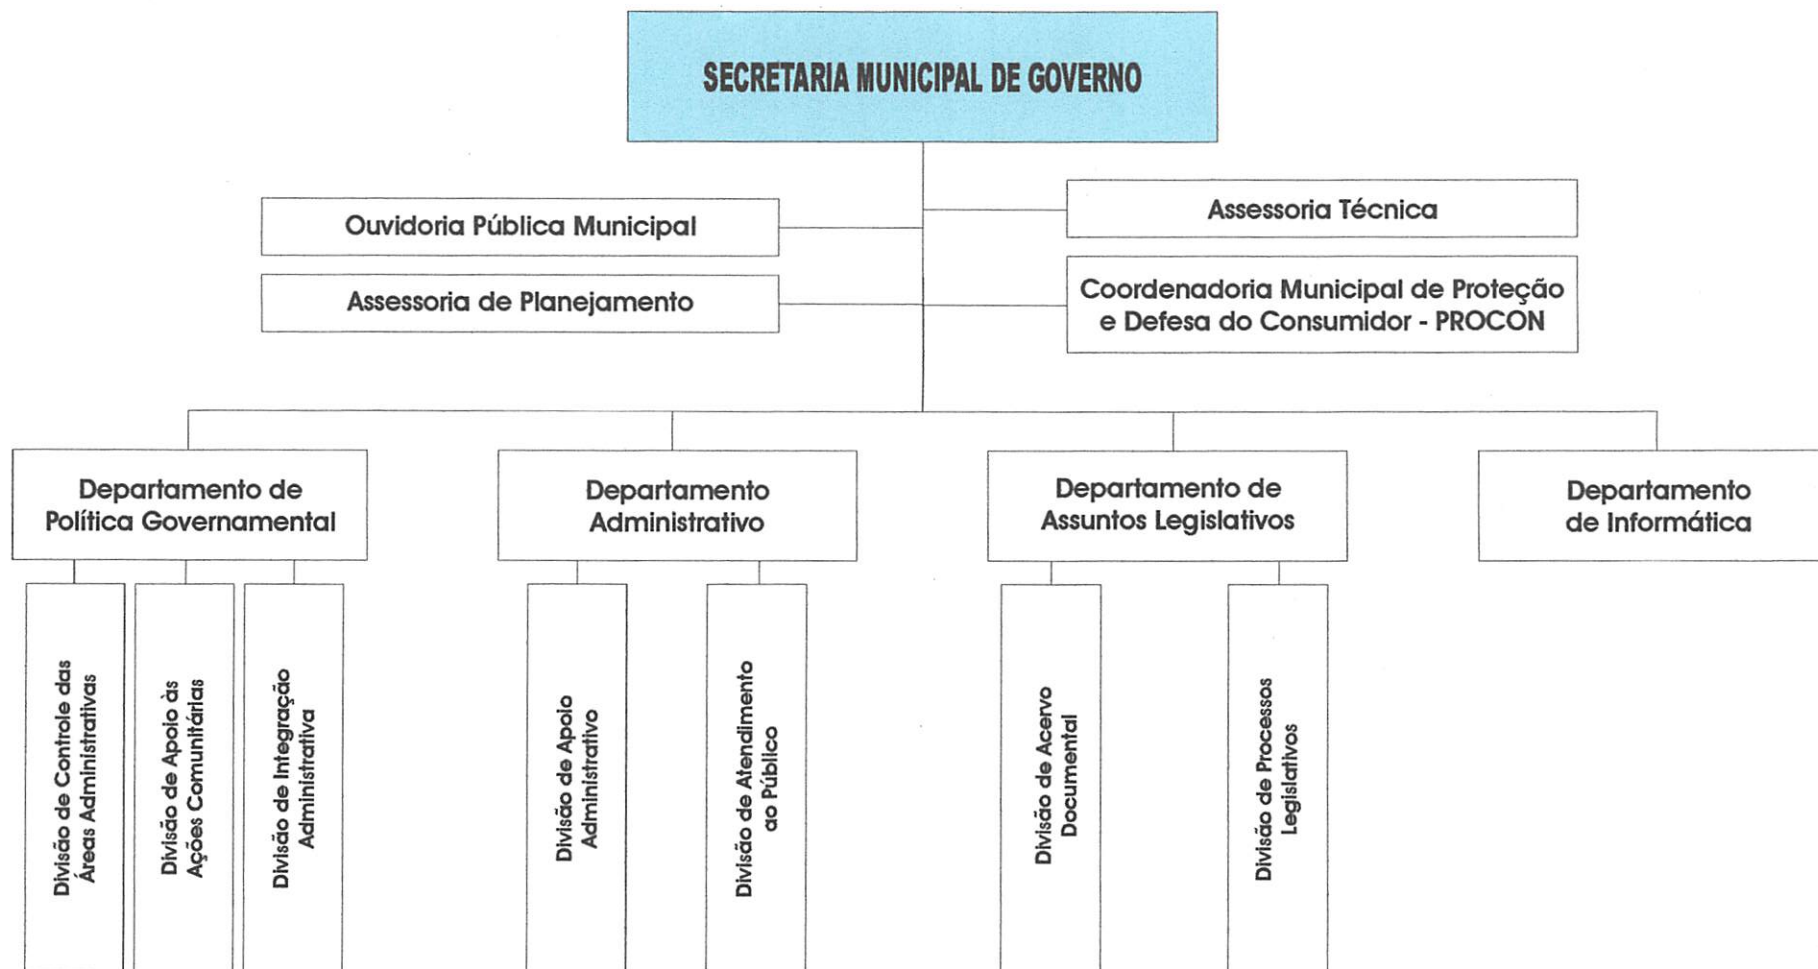 SECRETARIA MUNICIPAL DE GOVERNO
Ouvidoria Pública Municipal
Assessoria Técnica
Assessoria de Planejamento
Coordenadoria Municipal de Proteção
e Defesa do Consumidor - PROCON
Departamento de
Política Governamental
Departamento
Administrativo
Departamento de
Assuntos Legislativos
Departamento
de Informática
Divisão de Controle das
Áreas Administrativas
Divisão de Apoio às
Ações Comunitárias
Divisão de Integração
Administrativa
Divisão de Apoio
Administrativo
Divisão de Atendimento
ao Público
Divisão de Acervo
Documental
Divisão de Processos
Legislativos